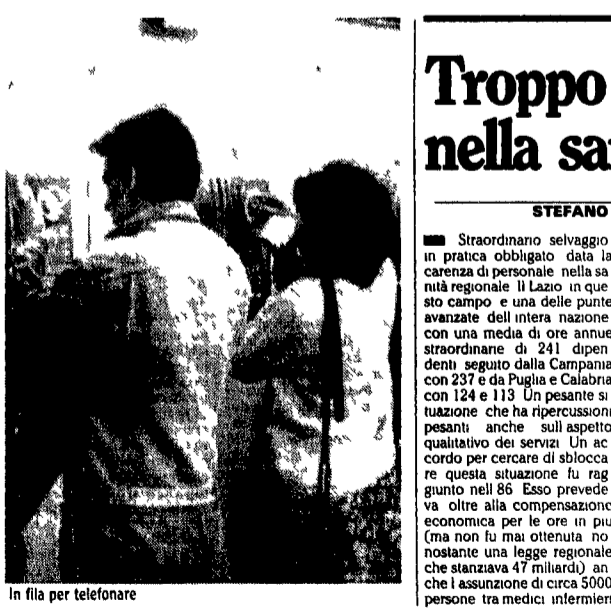 In fila per telefonare
Troppo
nella sa
STEFANO
Straordinario selvaggio
in pratica obbligato data la
carenza di personale nella sa
nità regionale Il Lazio in que
sto campo e una delle punte
avanzate dell intera nazione
con una media di ore annue
straordinarie di 241 dipen
denti seguito dalla Campania
con 237 e da Puglia e Calabria
con 124 e 113 Un pesante si
tuazione che ha ripercussioni
pesanti anche sull aspetto
qualitativo dei servizi Un ac
cordo per cercare di sblocca
re questa situazione fu rag
giunto nell 86 Esso prevede
va oltre alla compensazione
economica per le ore in più
(ma non fu mai ottenuta no
nostante una legge regionale
che stanziava 47 miliardi) an
che l assunzione di circa 5000
persone tra medici infermieri